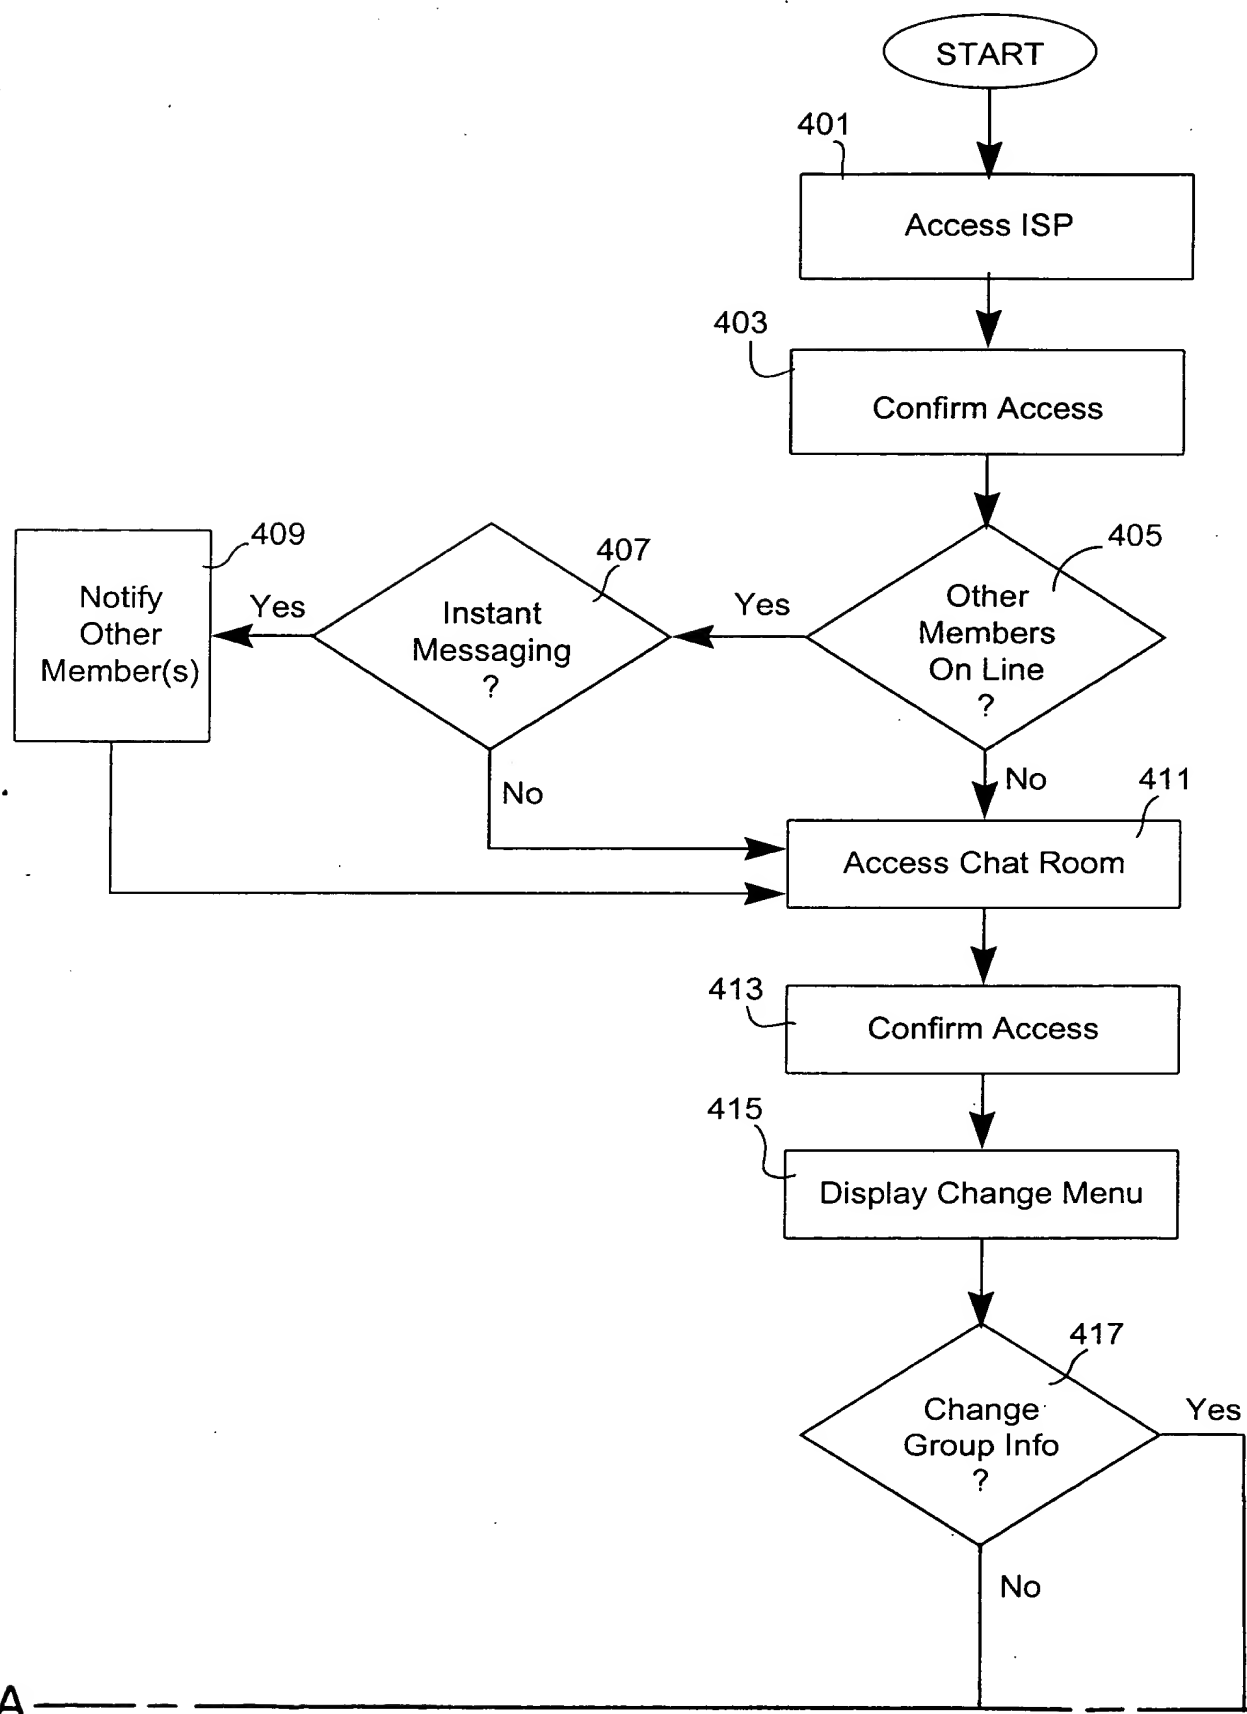 START
401
Access ISP
403
Confirm Access
409
Notify
Other
Member(s)
Yes
407
Instant
Messaging
?
Yes
405
Other
Members
On Line
?
No
No
411
Access Chat Room
413
Confirm Access
415
Display Change Menu
417
Change
Group Info
?
Yes
No
A